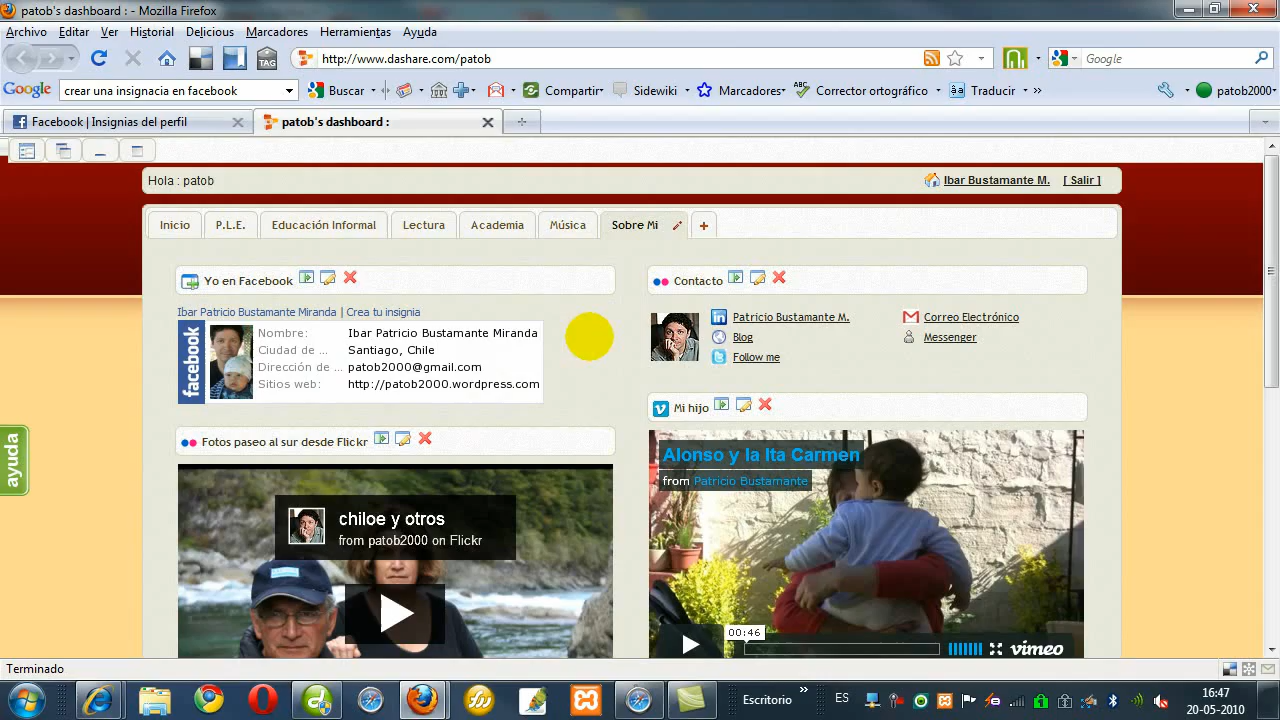 patob's dashboard : - Mozilla Firefox
Archivo Editar Ver Historial Delicious Marcadores Herramientas Ayuda
TAG http://www.dashare.com/patob Google
Google crear una insignacia en facebook Buscar Compartir Sidewiki Marcadores ABC Corrector ortográfico Traducir » patob2000
Facebook | Insignias del perfil patob's dashboard :
Hola : patob Ibar Bustamante M. [ Salir ]
Inicio P.L.E. Educación Informal Lectura Academia Música Sobre Mi +
Yo en Facebook
Ibar Patricio Bustamante Miranda | Crea tu insignia
facebook
Nombre: Ibar Patricio Bustamante Miranda
Ciudad de ... Santiago, Chile
Dirección de ... patob2000@gmail.com
Sitios web: http://patob2000.wordpress.com
Contacto
Patricio Bustamante M. Correo Electrónico
Blog Messenger
Follow me
ayuda
Fotos paseo al sur desde Flickr
chiloe y otros
from patob2000 on Flickr
Mi hijo
Alonso y la Ita Carmen
from Patricio Bustamante
00:46
vimeo
Terminado
Escritorio » ES 16:47
20-05-2010